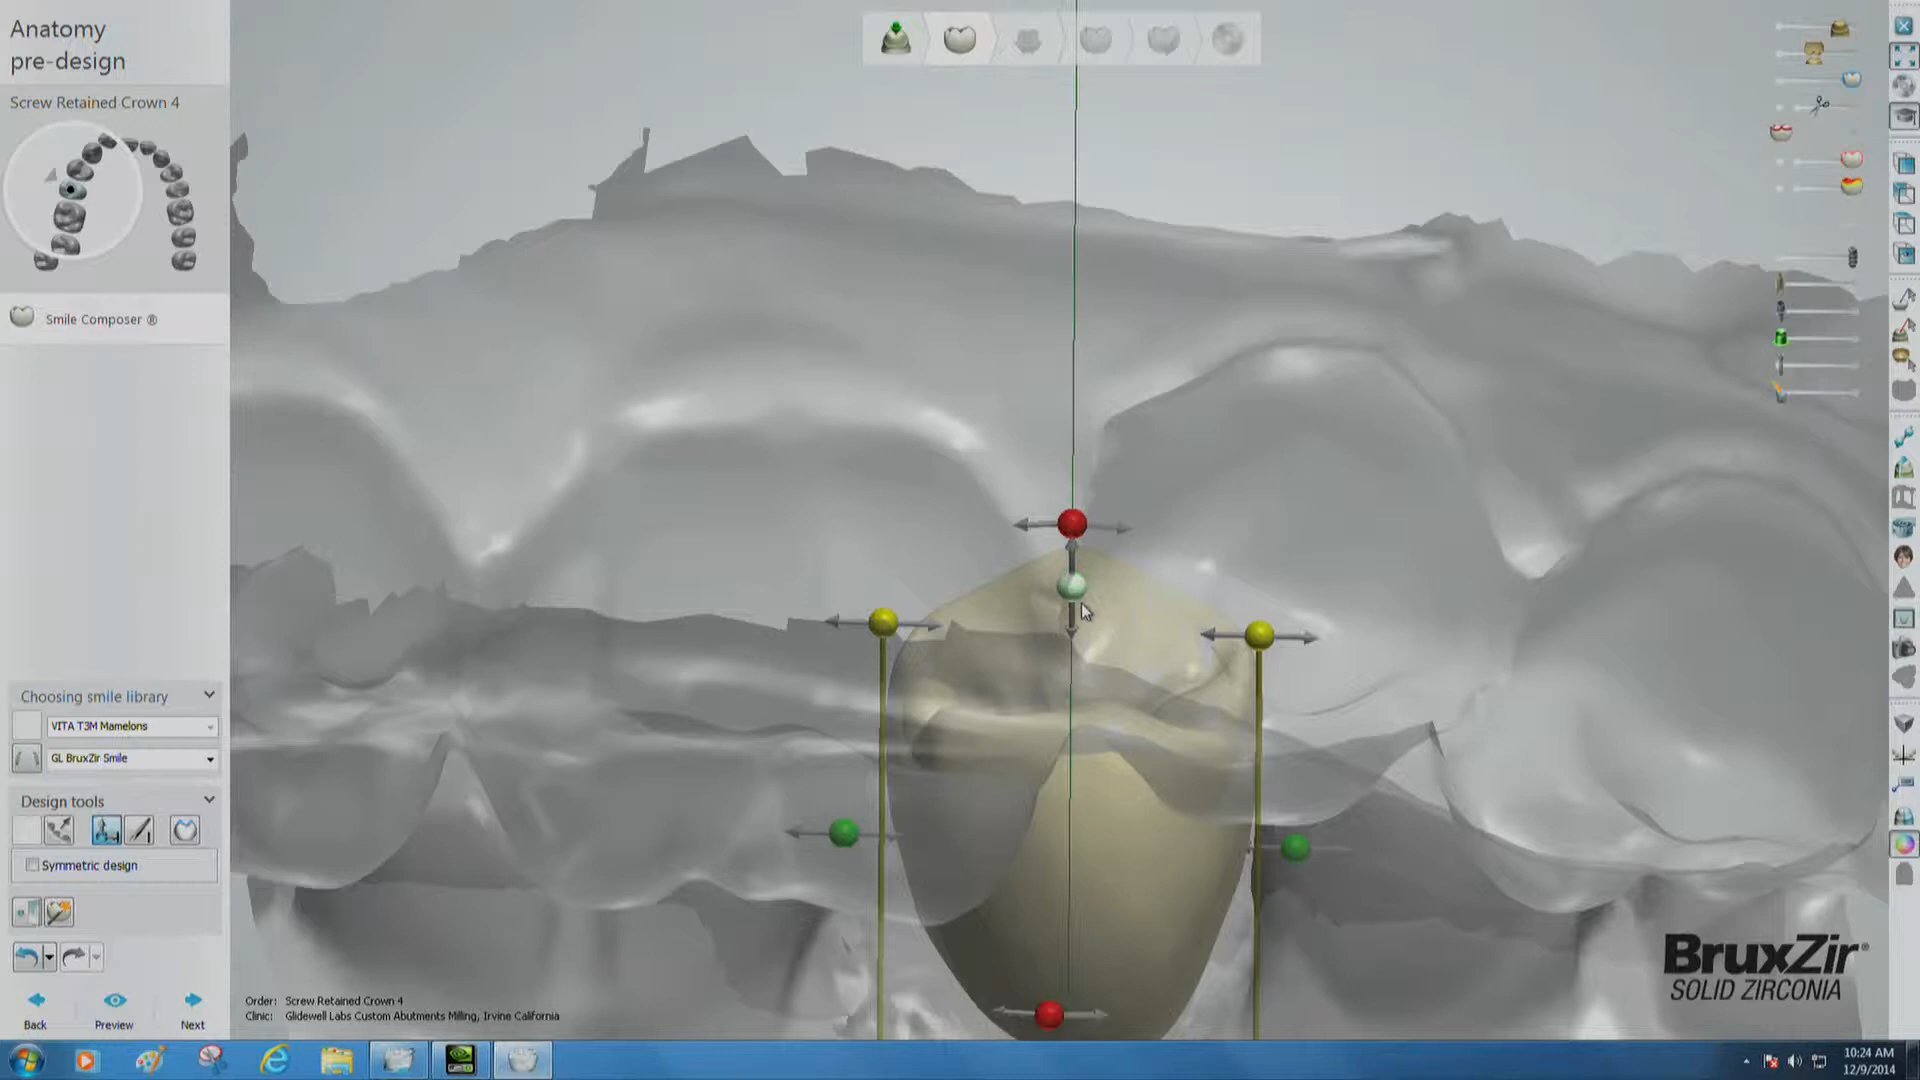 Anatomy
pre-design
Screw Retained Crown 4
Smile Composer ®
Choosing smile library
VITA T3M Mamelons
GL BruxZir Smile
Design tools
Symmetric design
Back
Preview
Next
Order: Screw Retained Crown 4
Clinic: Glidewell Labs Custom Abutments Milling, Irvine California
BruxZir®
SOLID ZIRCONIA
10:24 AM
12/9/2014